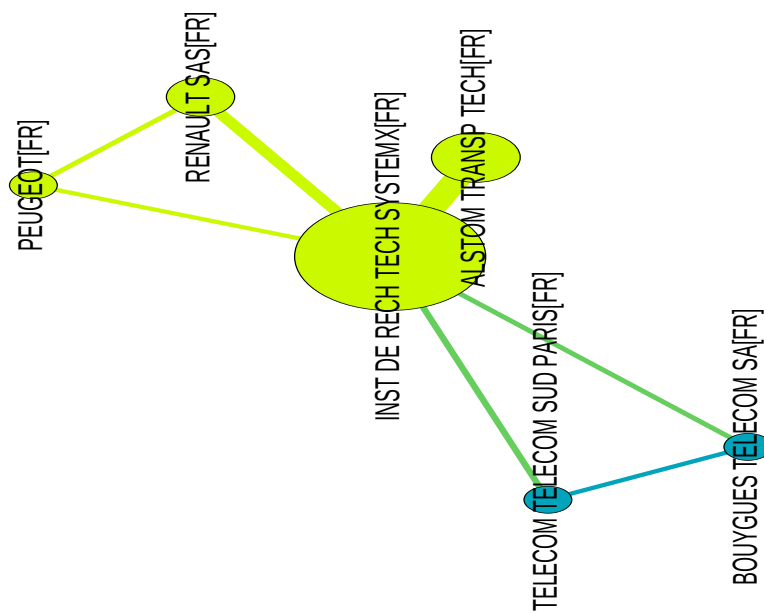 PEUGEOT[FR]
RENAULT SAS[FR]
INST DE RECH TECH SYSTEMX[FR]
ALSTOM TRANSP TECH[FR]
TELECOM TELECOM SUD PARIS[FR]
BOUYGUES TELECOM SA[FR]